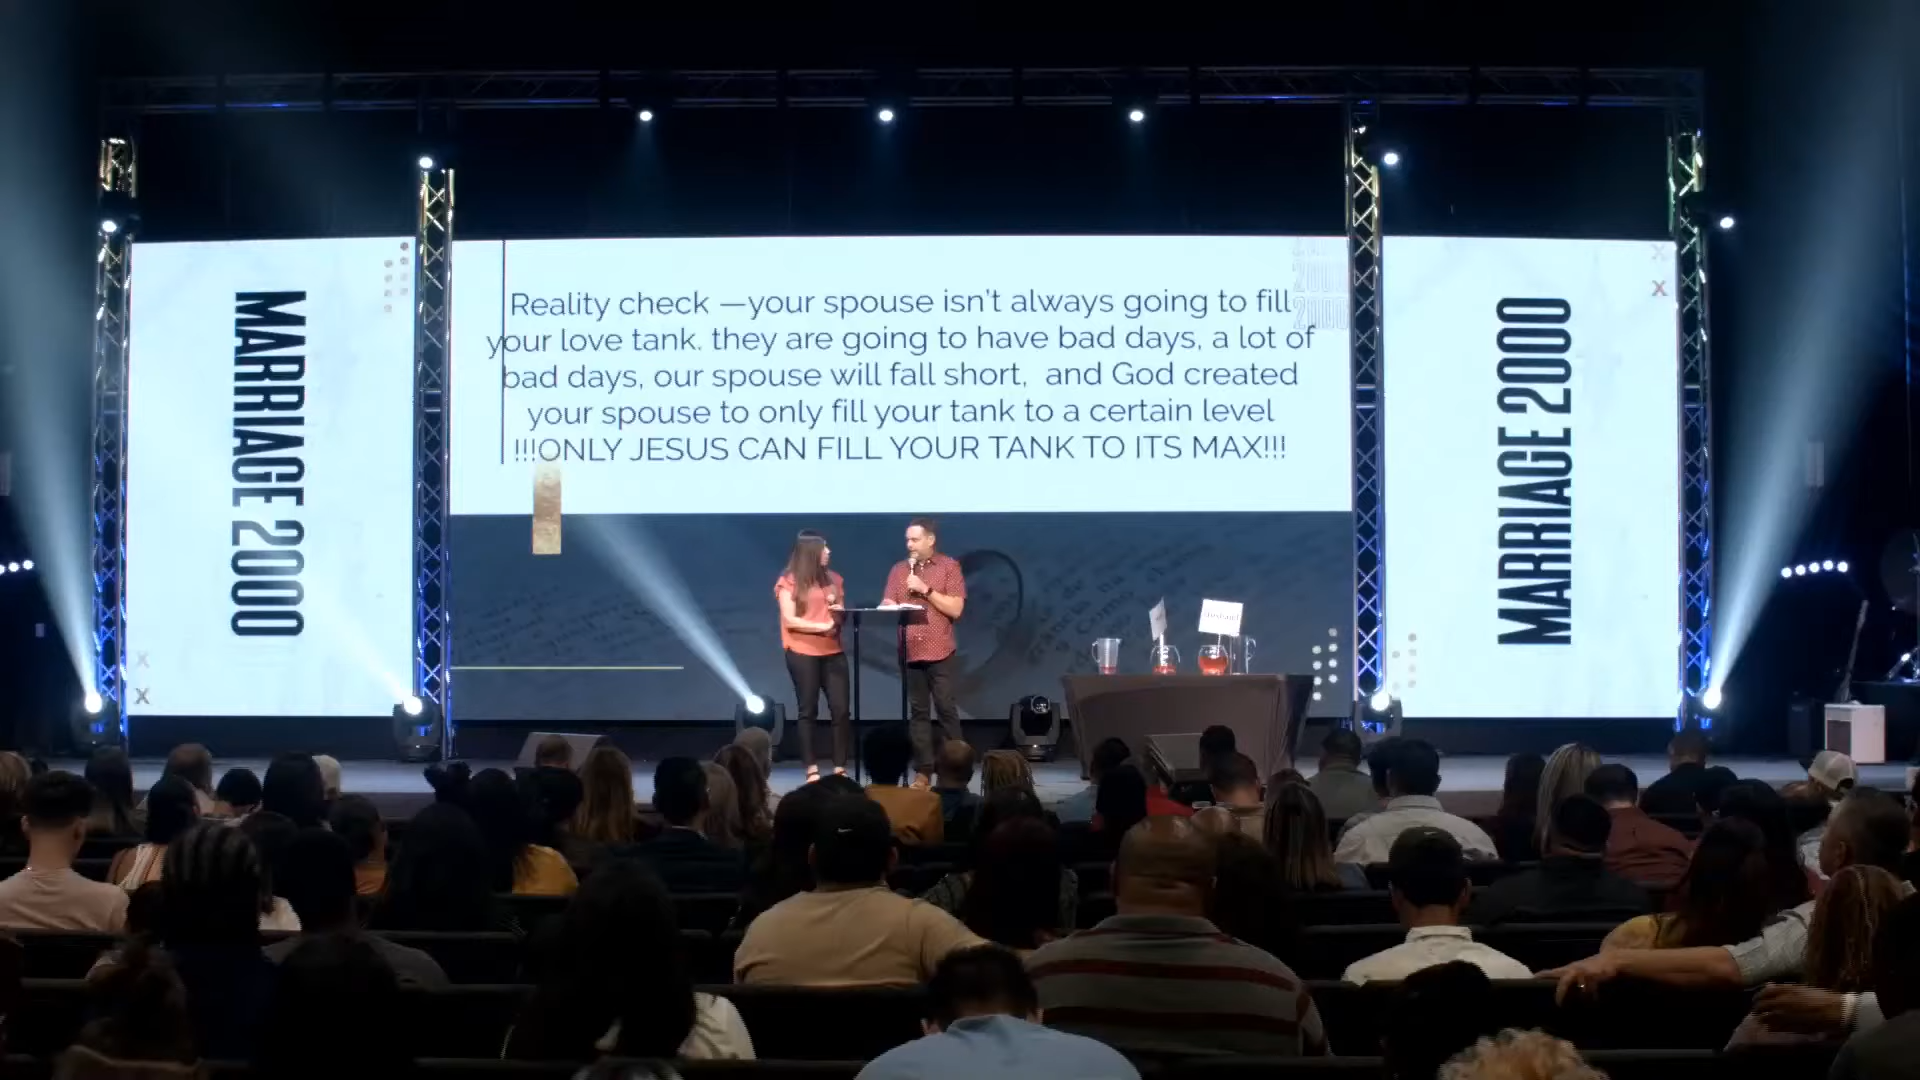 MARRIAGE 2000
Reality check —your spouse isn't always going to fill
your love tank. they are going to have bad days, a lot of
bad days, our spouse will fall short,  and God created
your spouse to only fill your tank to a certain level
!!!ONLY JESUS CAN FILL YOUR TANK TO ITS MAX!!!
2000
2000
MARRIAGE 2000